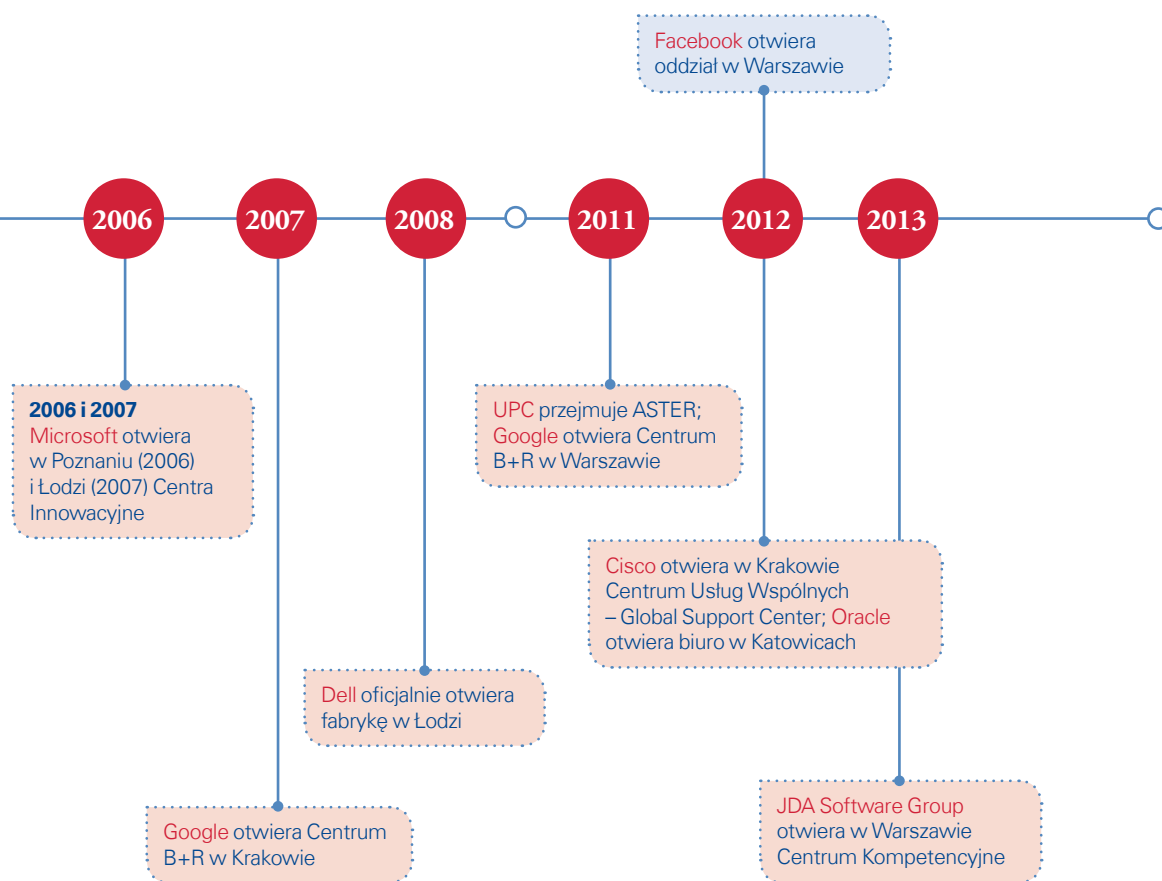 Facebook otwiera
oddział w Warszawie
2006
2007
2008
2011
2012
2013
2006 i 2007
Microsoft otwiera
w Poznaniu (2006)
i Łodzi (2007) Centra
Innowacyjne
UPC przejmuje ASTER;
Google otwiera Centrum
B+R w Warszawie
Cisco otwiera w Krakowie
Centrum Usług Wspólnych
– Global Support Center; Oracle
otwiera biuro w Katowicach
Dell oficjalnie otwiera
fabrykę w Łodzi
Google otwiera Centrum
B+R w Krakowie
JDA Software Group
otwiera w Warszawie
Centrum Kompetencyjne